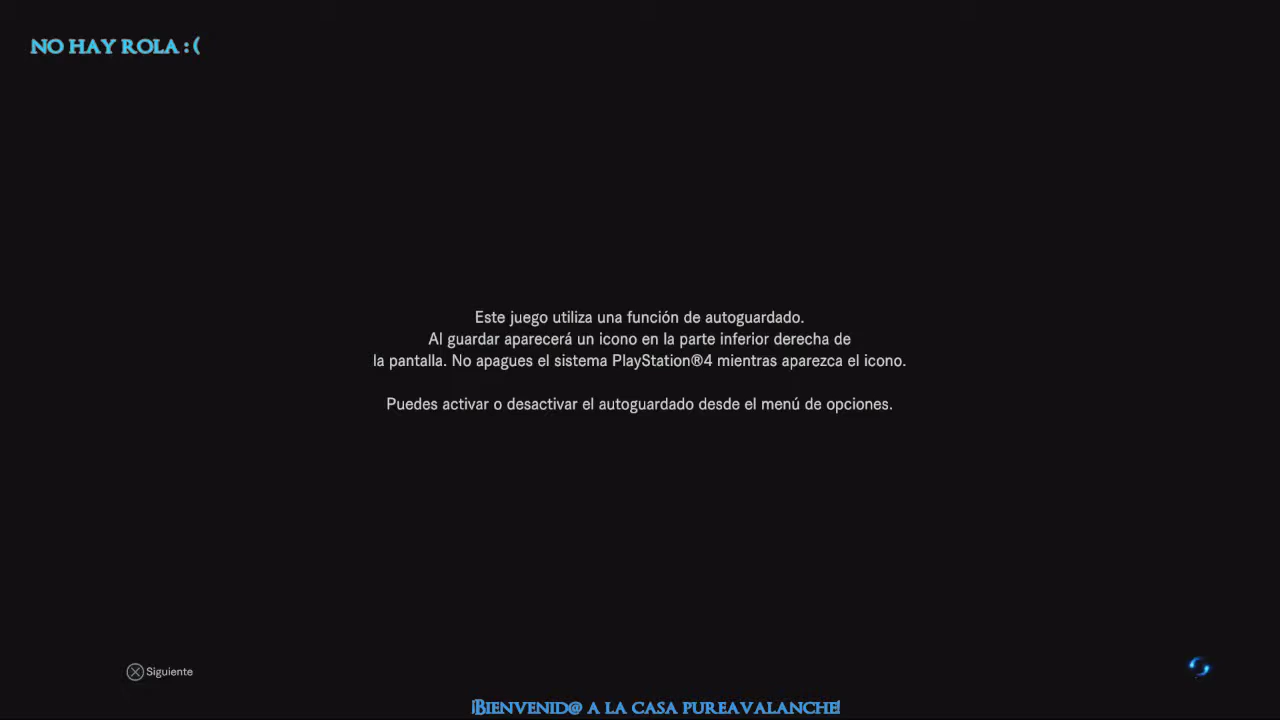 NO HAY ROLA :(
Este juego utiliza una función de autoguardado.
Al guardar aparecerá un icono en la parte inferior derecha de
la pantalla. No apagues el sistema PlayStation®4 mientras aparezca el icono.
Puedes activar o desactivar el autoguardado desde el menú de opciones.
Siguiente
¡BIENVENID@ A LA CASA PUREAVALANCHE!